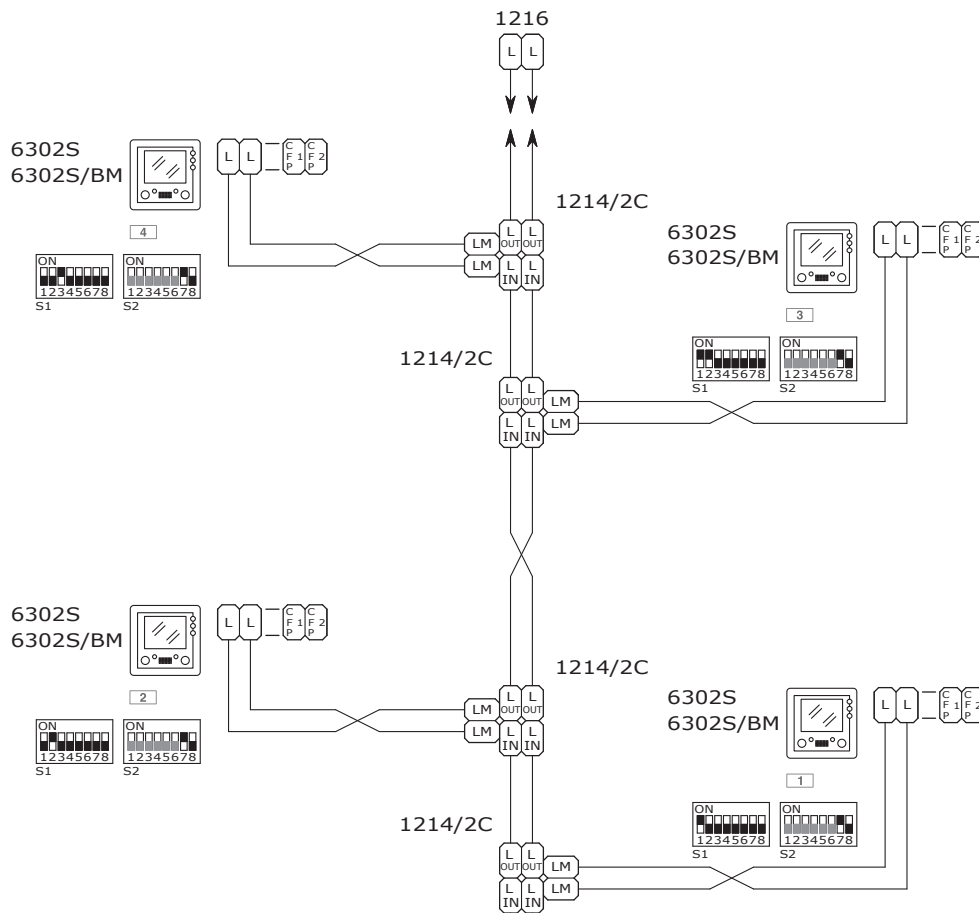 1216
L L
6302S
6302S/BM
L L
C F P 1
C F P 2
4
ON
12345678
S1
ON
12345678
S2
LM
LM
L OUT
L OUT
L IN
L IN
1214/2C
6302S
6302S/BM
L L
C F P 1
C F P 2
3
ON
12345678
S1
ON
12345678
S2
1214/2C
L OUT
L OUT
L IN
L IN
LM
LM
6302S
6302S/BM
L L
C F P 1
C F P 2
2
ON
12345678
S1
ON
12345678
S2
LM
LM
L OUT
L OUT
L IN
L IN
1214/2C
6302S
6302S/BM
L L
C F P 1
C F P 2
1
ON
12345678
S1
ON
12345678
S2
1214/2C
L OUT
L OUT
L IN
L IN
LM
LM